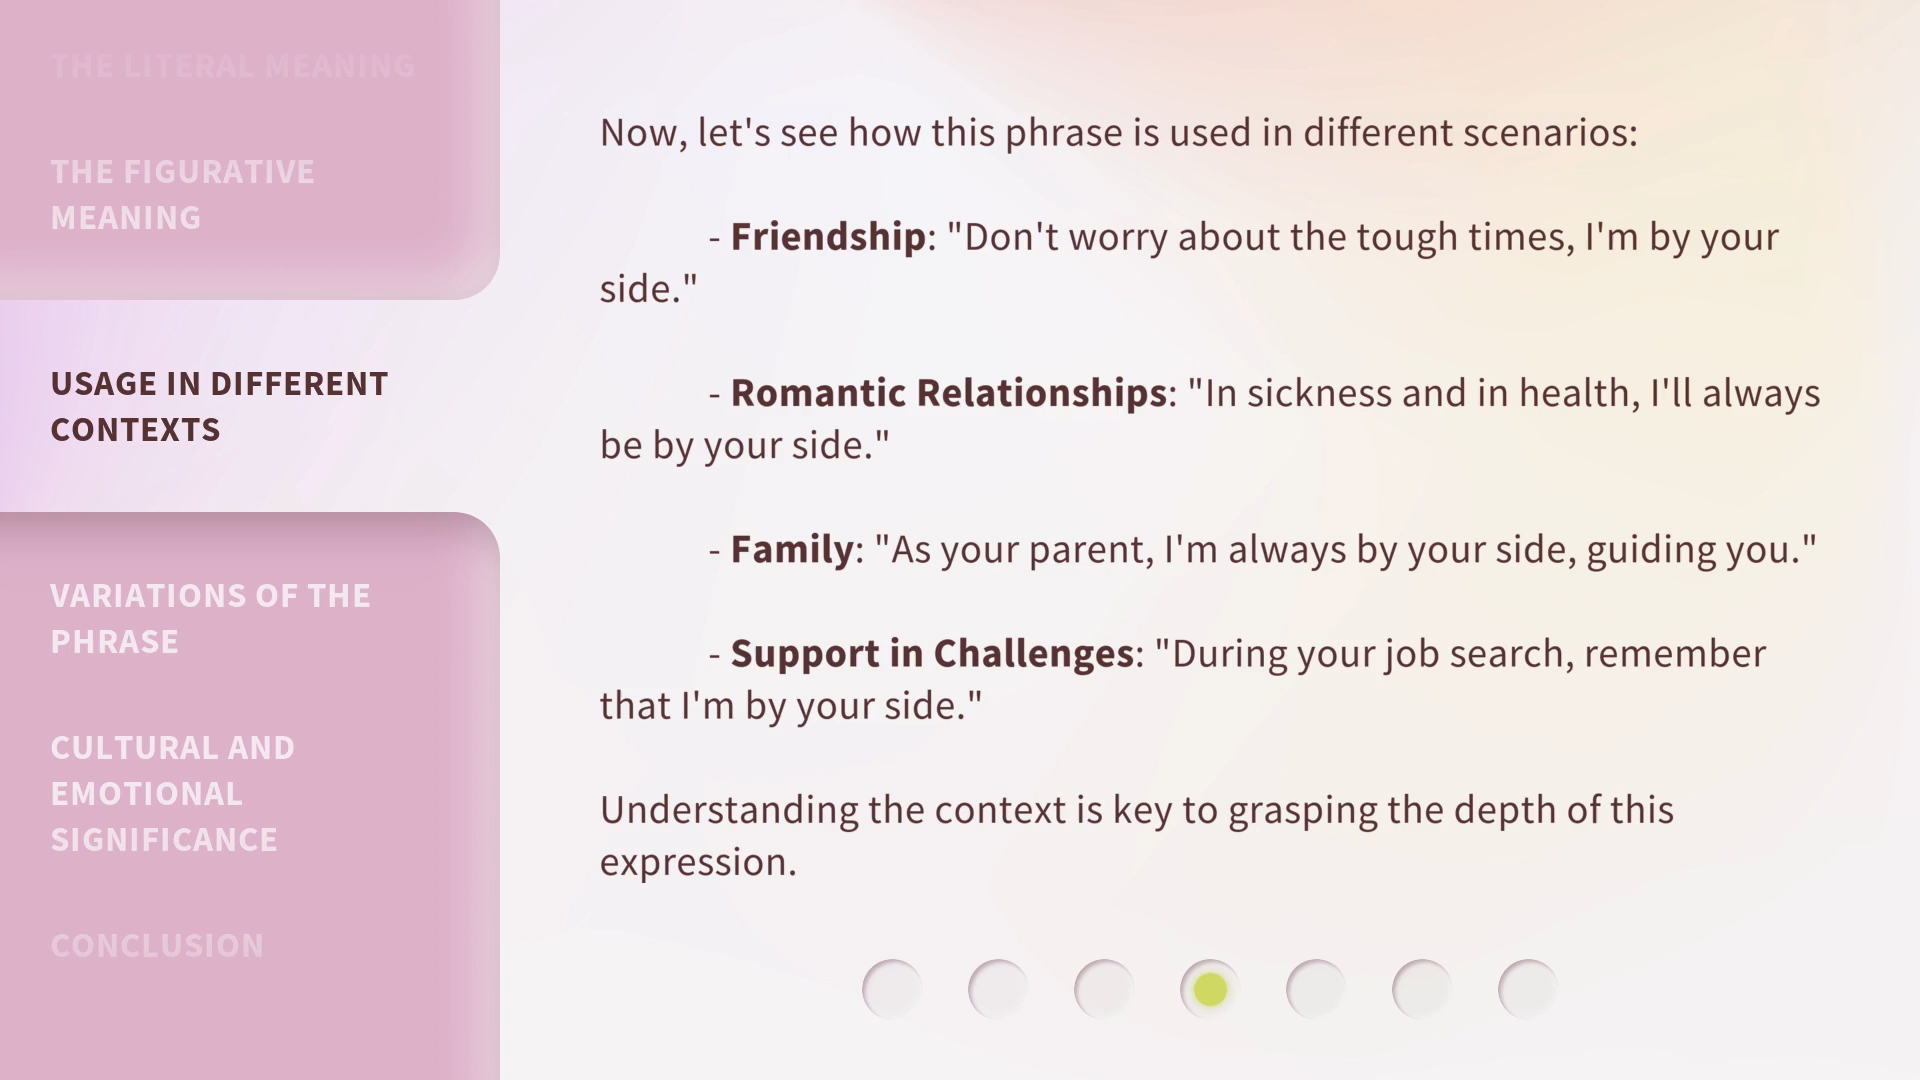 THE LITERAL MEANING
THE FIGURATIVE
MEANING
USAGE IN DIFFERENT
CONTEXTS
VARIATIONS OF THE
PHRASE
CULTURAL AND
EMOTIONAL
SIGNIFICANCE
CONCLUSION
Now, let's see how this phrase is used in different scenarios:
- Friendship: "Don't worry about the tough times, I'm by your
side."
- Romantic Relationships: "In sickness and in health, I'll always
be by your side."
- Family: "As your parent, I'm always by your side, guiding you."
- Support in Challenges: "During your job search, remember
that I'm by your side."
Understanding the context is key to grasping the depth of this
expression.